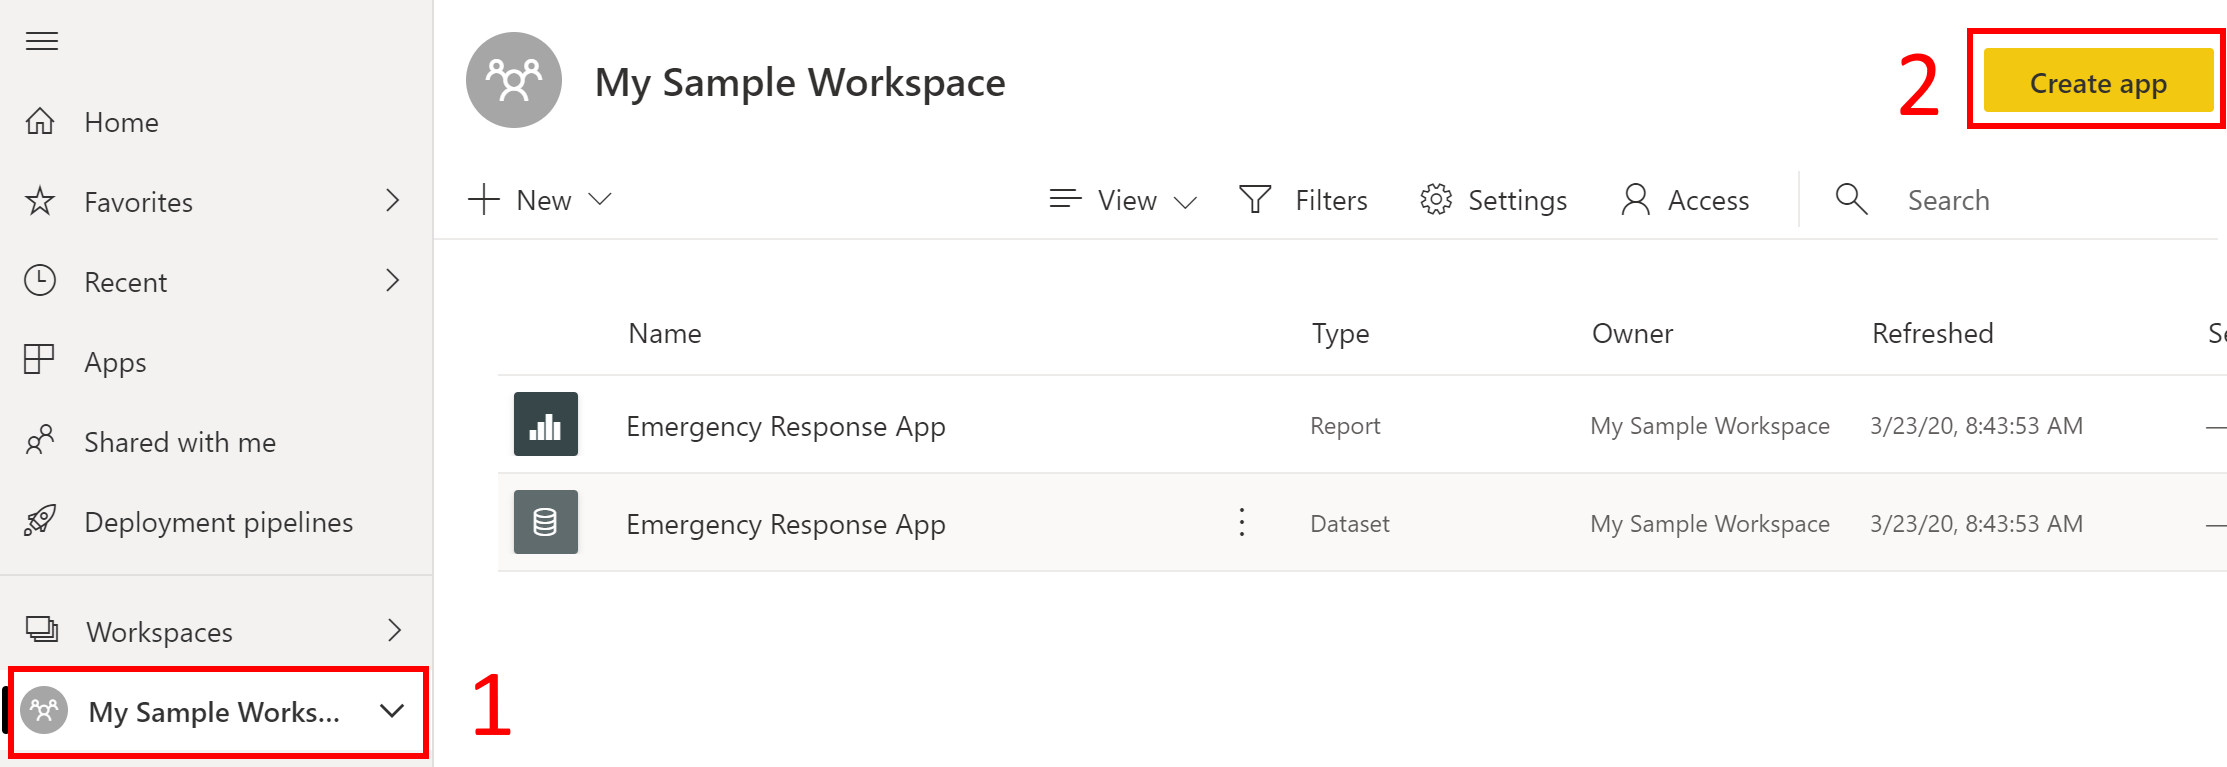 Home
Favorites
Recent
Apps
Shared with me
Deployment pipelines
Workspaces
My Sample Works...
1
My Sample Workspace
2
Create app
New
View
Filters
Settings
Access
Search
Name Type Owner Refreshed
Emergency Response App Report My Sample Workspace 3/23/20, 8:43:53 AM —
Emergency Response App Dataset My Sample Workspace 3/23/20, 8:43:53 AM —